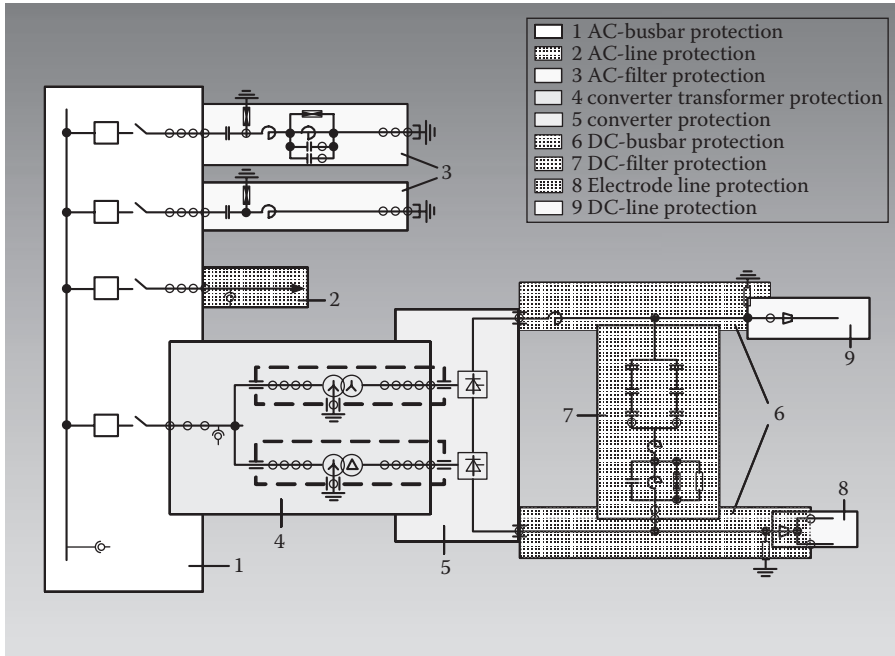 1 AC-busbar protection
2 AC-line protection
3 AC-filter protection
4 converter transformer protection
5 converter protection
6 DC-busbar protection
7 DC-filter protection
8 Electrode line protection
9 DC-line protection
3
2
9
7
6
8
4
5
1